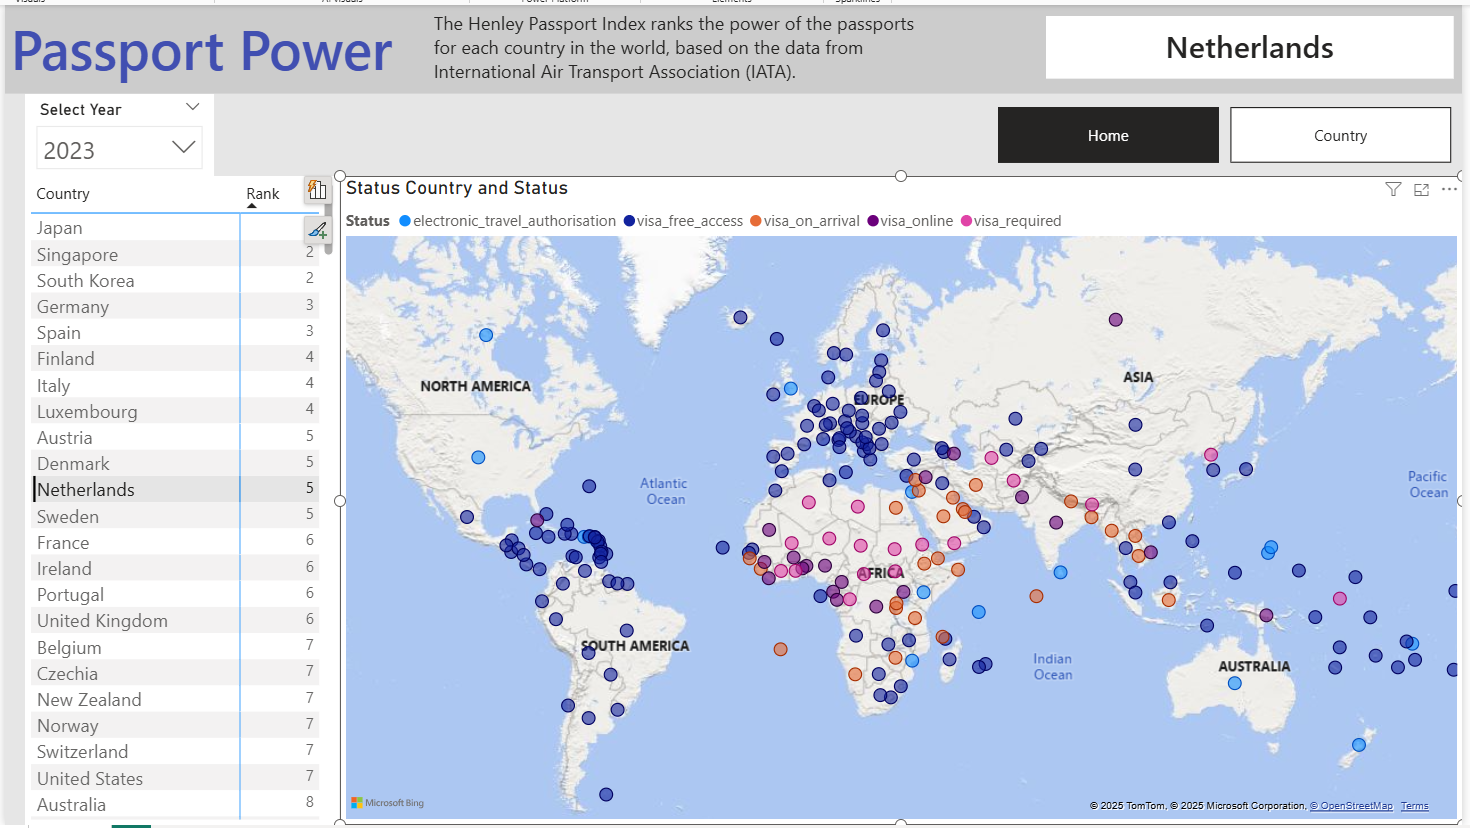 Passport Power
The Henley Passport Index ranks the power of the passports
for each country in the world, based on the data from
International Air Transport Association (IATA).
Netherlands
Select Year
2023
Home
Country
Country Rank
Japan
Singapore 2
South Korea 2
Germany 3
Spain 3
Finland 4
Italy 4
Luxembourg 4
Austria 5
Denmark 5
Netherlands 5
Sweden 5
France 6
Ireland 6
Portugal 6
United Kingdom 6
Belgium 7
Czechia 7
New Zealand 7
Norway 7
Switzerland 7
United States 7
Australia 8
Status Country and Status
Status electronic_travel_authorisation visa_free_access visa_on_arrival visa_online visa_required
NORTH AMERICA
EUROPE
ASIA
Atlantic
Ocean
Pacific
Ocean
AFRICA
SOUTH AMERICA
Indian
Ocean
AUSTRALIA
Microsoft Bing
© 2025 TomTom, © 2025 Microsoft Corporation, © OpenStreetMap Terms